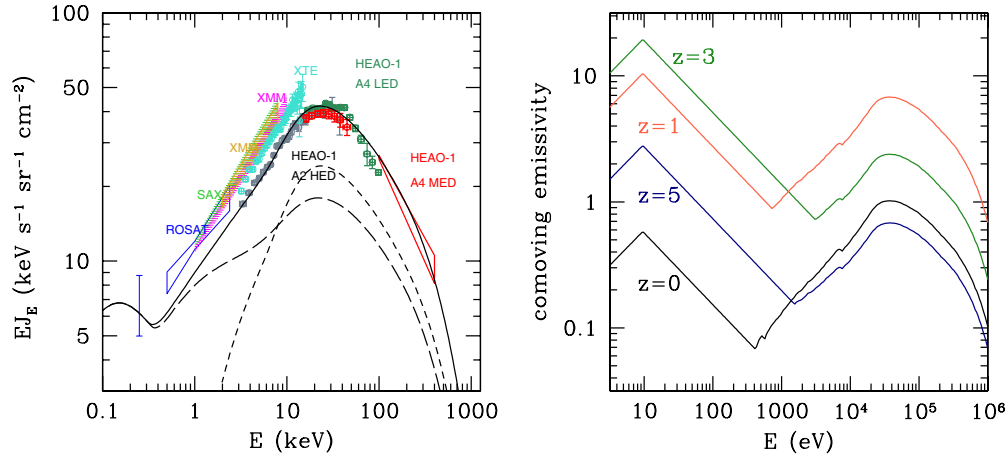 100
50
10
5
EJ_E (keV s^-1 sr^-1 cm^-2)
XTE
HEAO-1
A4 LED
XMM
XMM
HEAO-1
A2 HED
HEAO-1
A4 MED
SAX
ROSAT
0.1 1 10 100 1000
E (keV)
10
1
0.1
comoving emissivity
z=3
z=1
z=5
z=0
10 100 1000 10^4 10^5 10^6
E (eV)